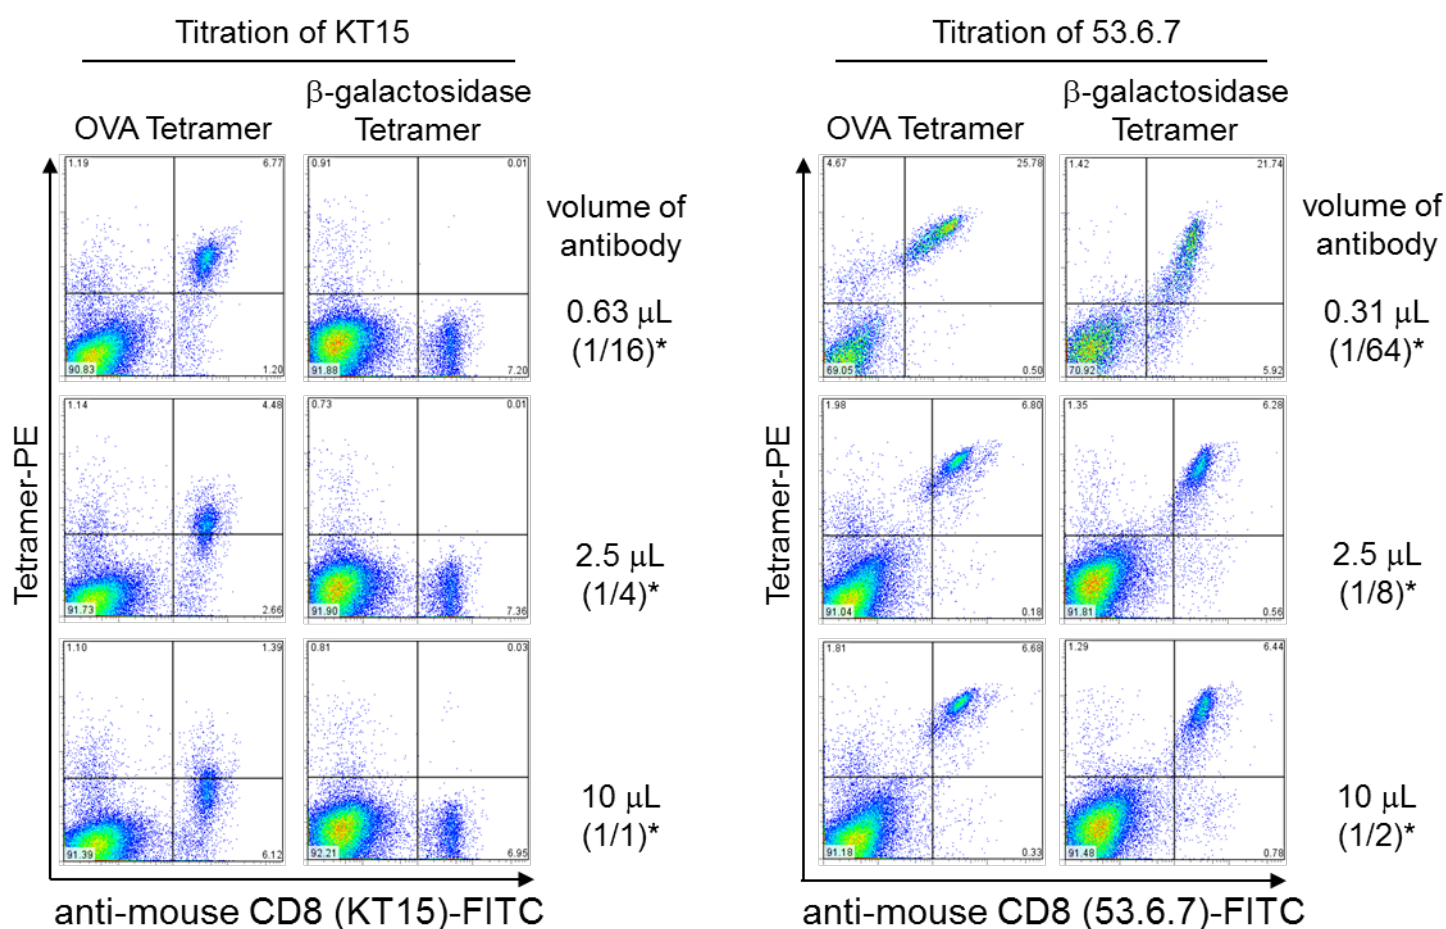 Titration of KT15
Titration of 53.6.7
OVA Tetramer
β-galactosidase
Tetramer
OVA Tetramer
β-galactosidase
Tetramer
1.19 6.77
90.83 1.20
0.91 0.01
91.88 7.20
volume of
antibody
0.63 μL
(1/16)*
4.67 25.78
69.05 0.50
1.42 21.74
70.92 5.92
volume of
antibody
0.31 μL
(1/64)*
1.14 4.48
91.73 2.66
0.73 0.01
91.90 7.36
2.5 μL
(1/4)*
1.98 6.80
91.04 0.18
1.35 6.28
91.81 0.56
2.5 μL
(1/8)*
1.10 1.39
91.39 6.12
0.81 0.03
92.21 6.95
10 μL
(1/1)*
1.81 6.68
91.18 0.33
1.29 6.44
91.48 0.78
10 μL
(1/2)*
Tetramer-PE
Tetramer-PE
anti-mouse CD8 (KT15)-FITC
anti-mouse CD8 (53.6.7)-FITC